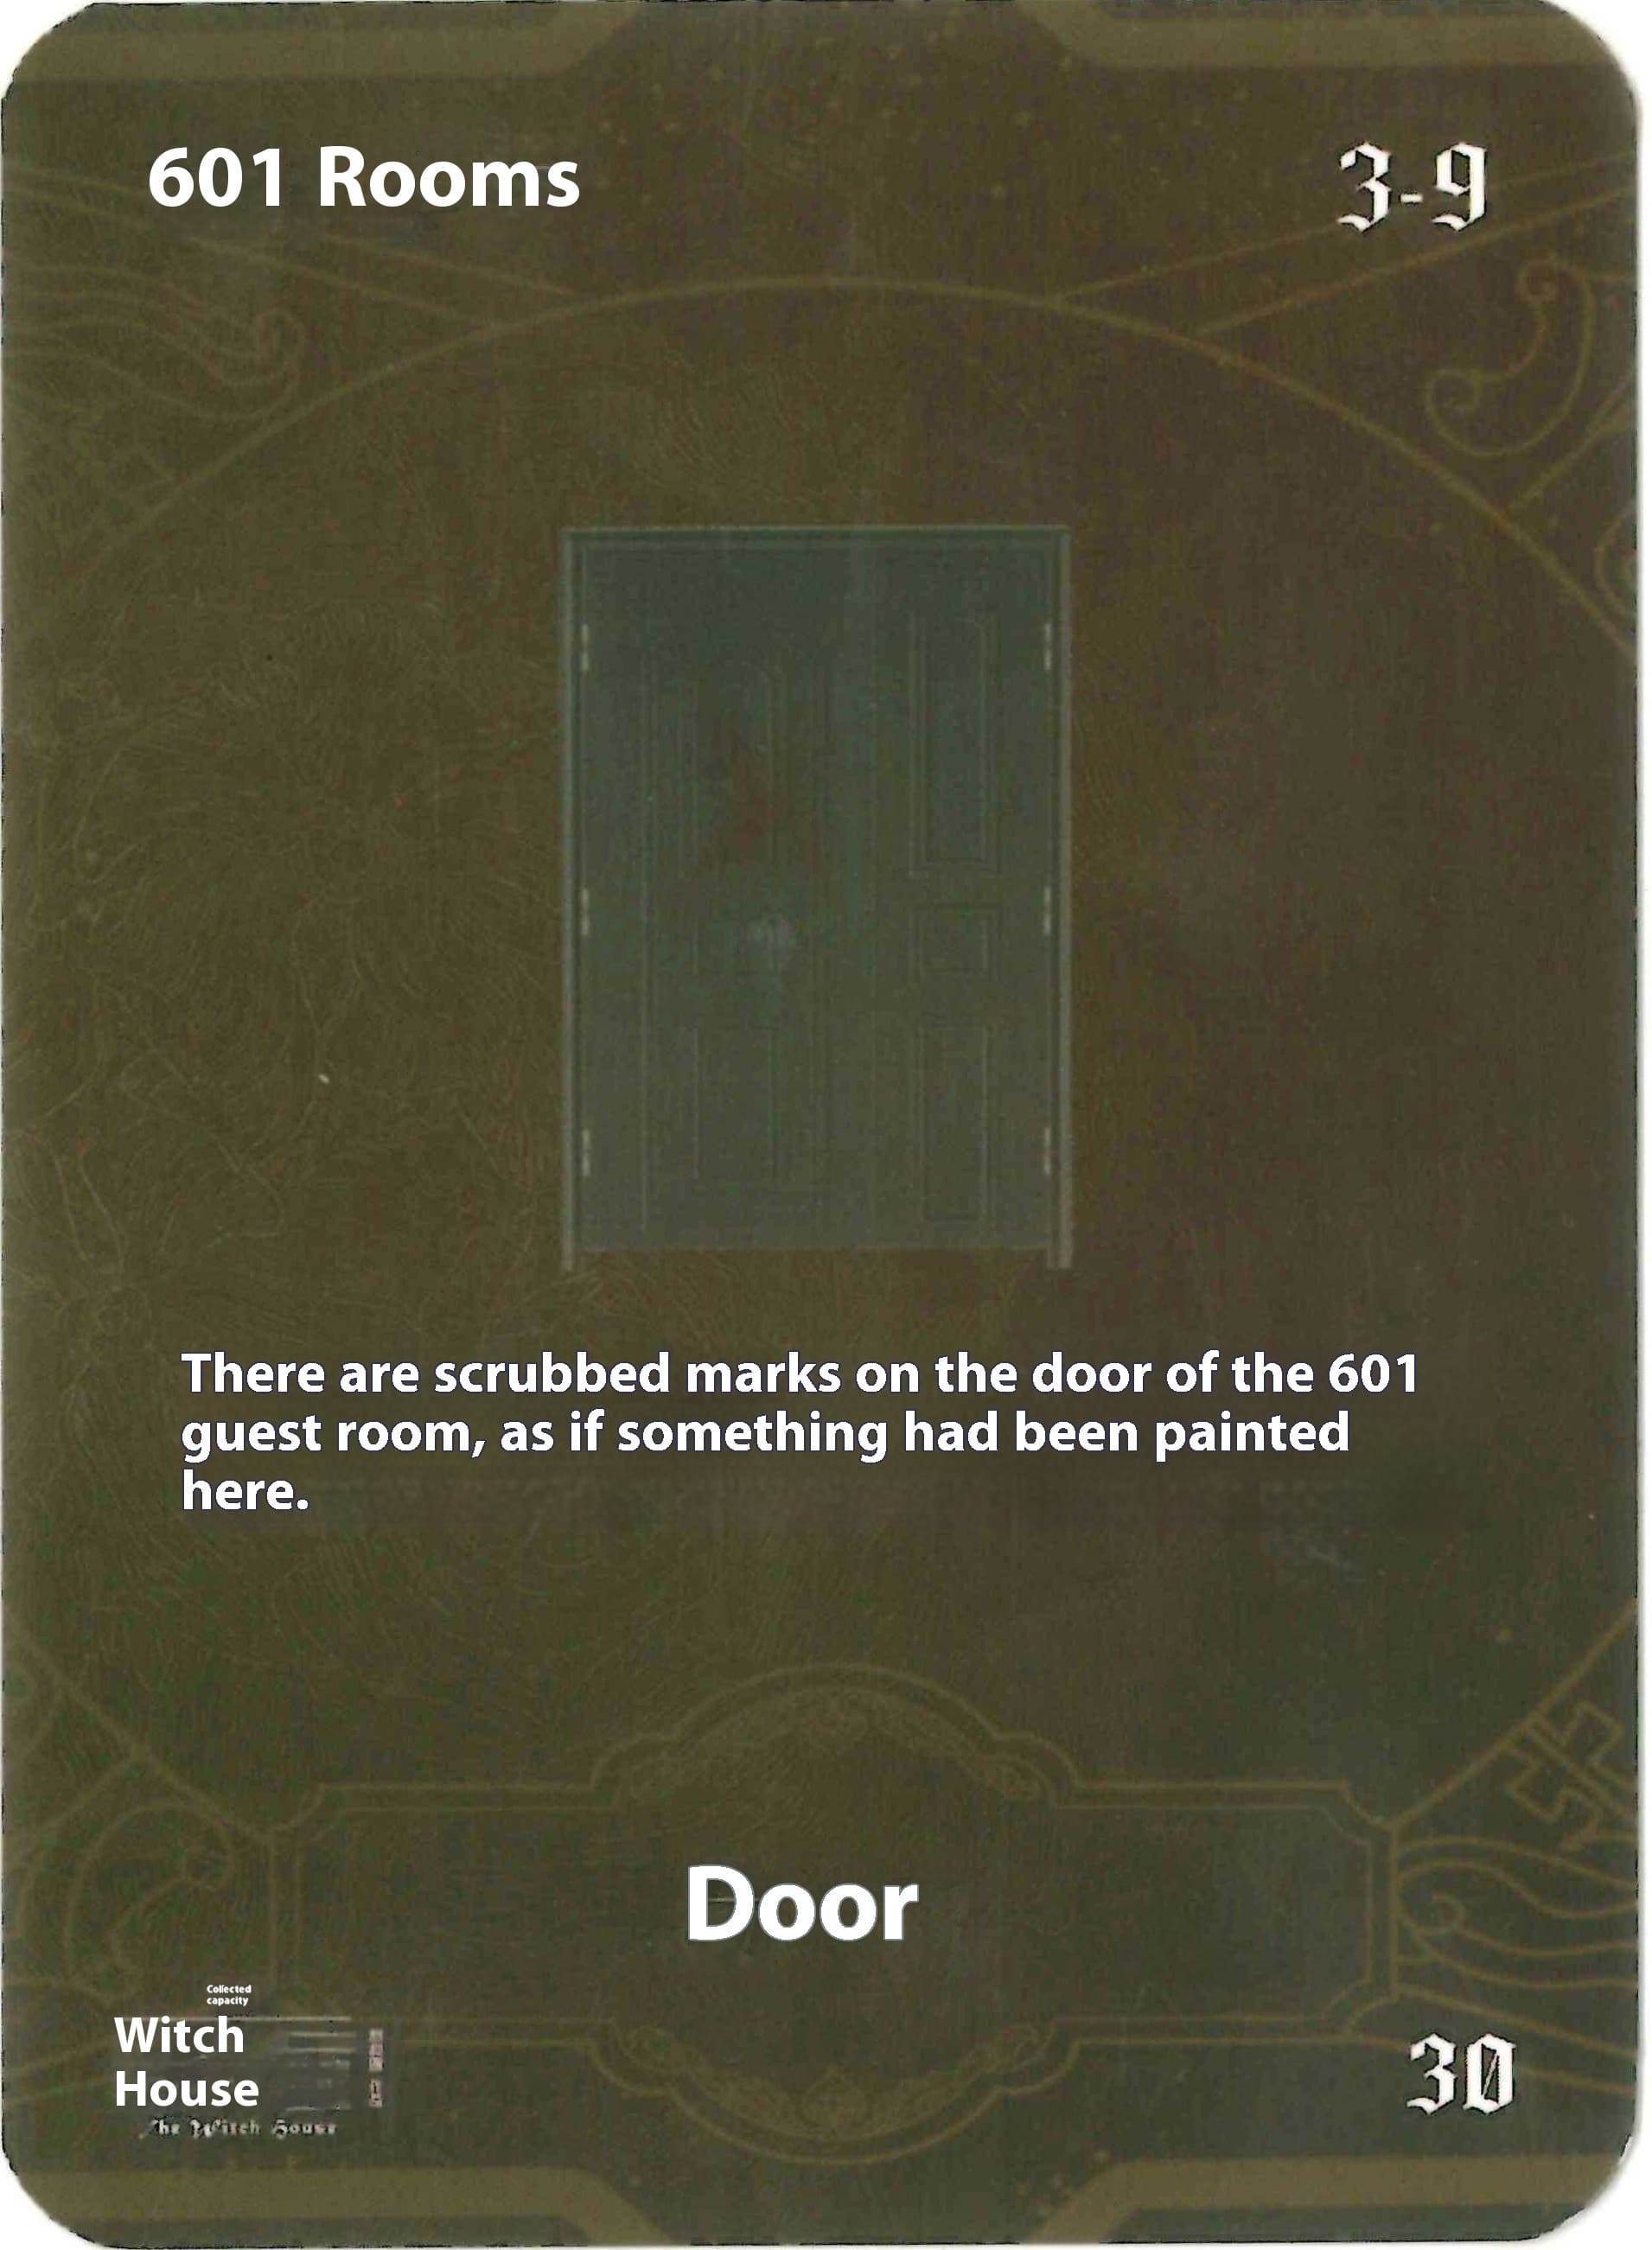 601 Rooms
3-9
There are scrubbed marks on the door of the 601
guest room, as if something had been painted
here.
Door
Collected
capacity
Witch
House
The Witch House
30